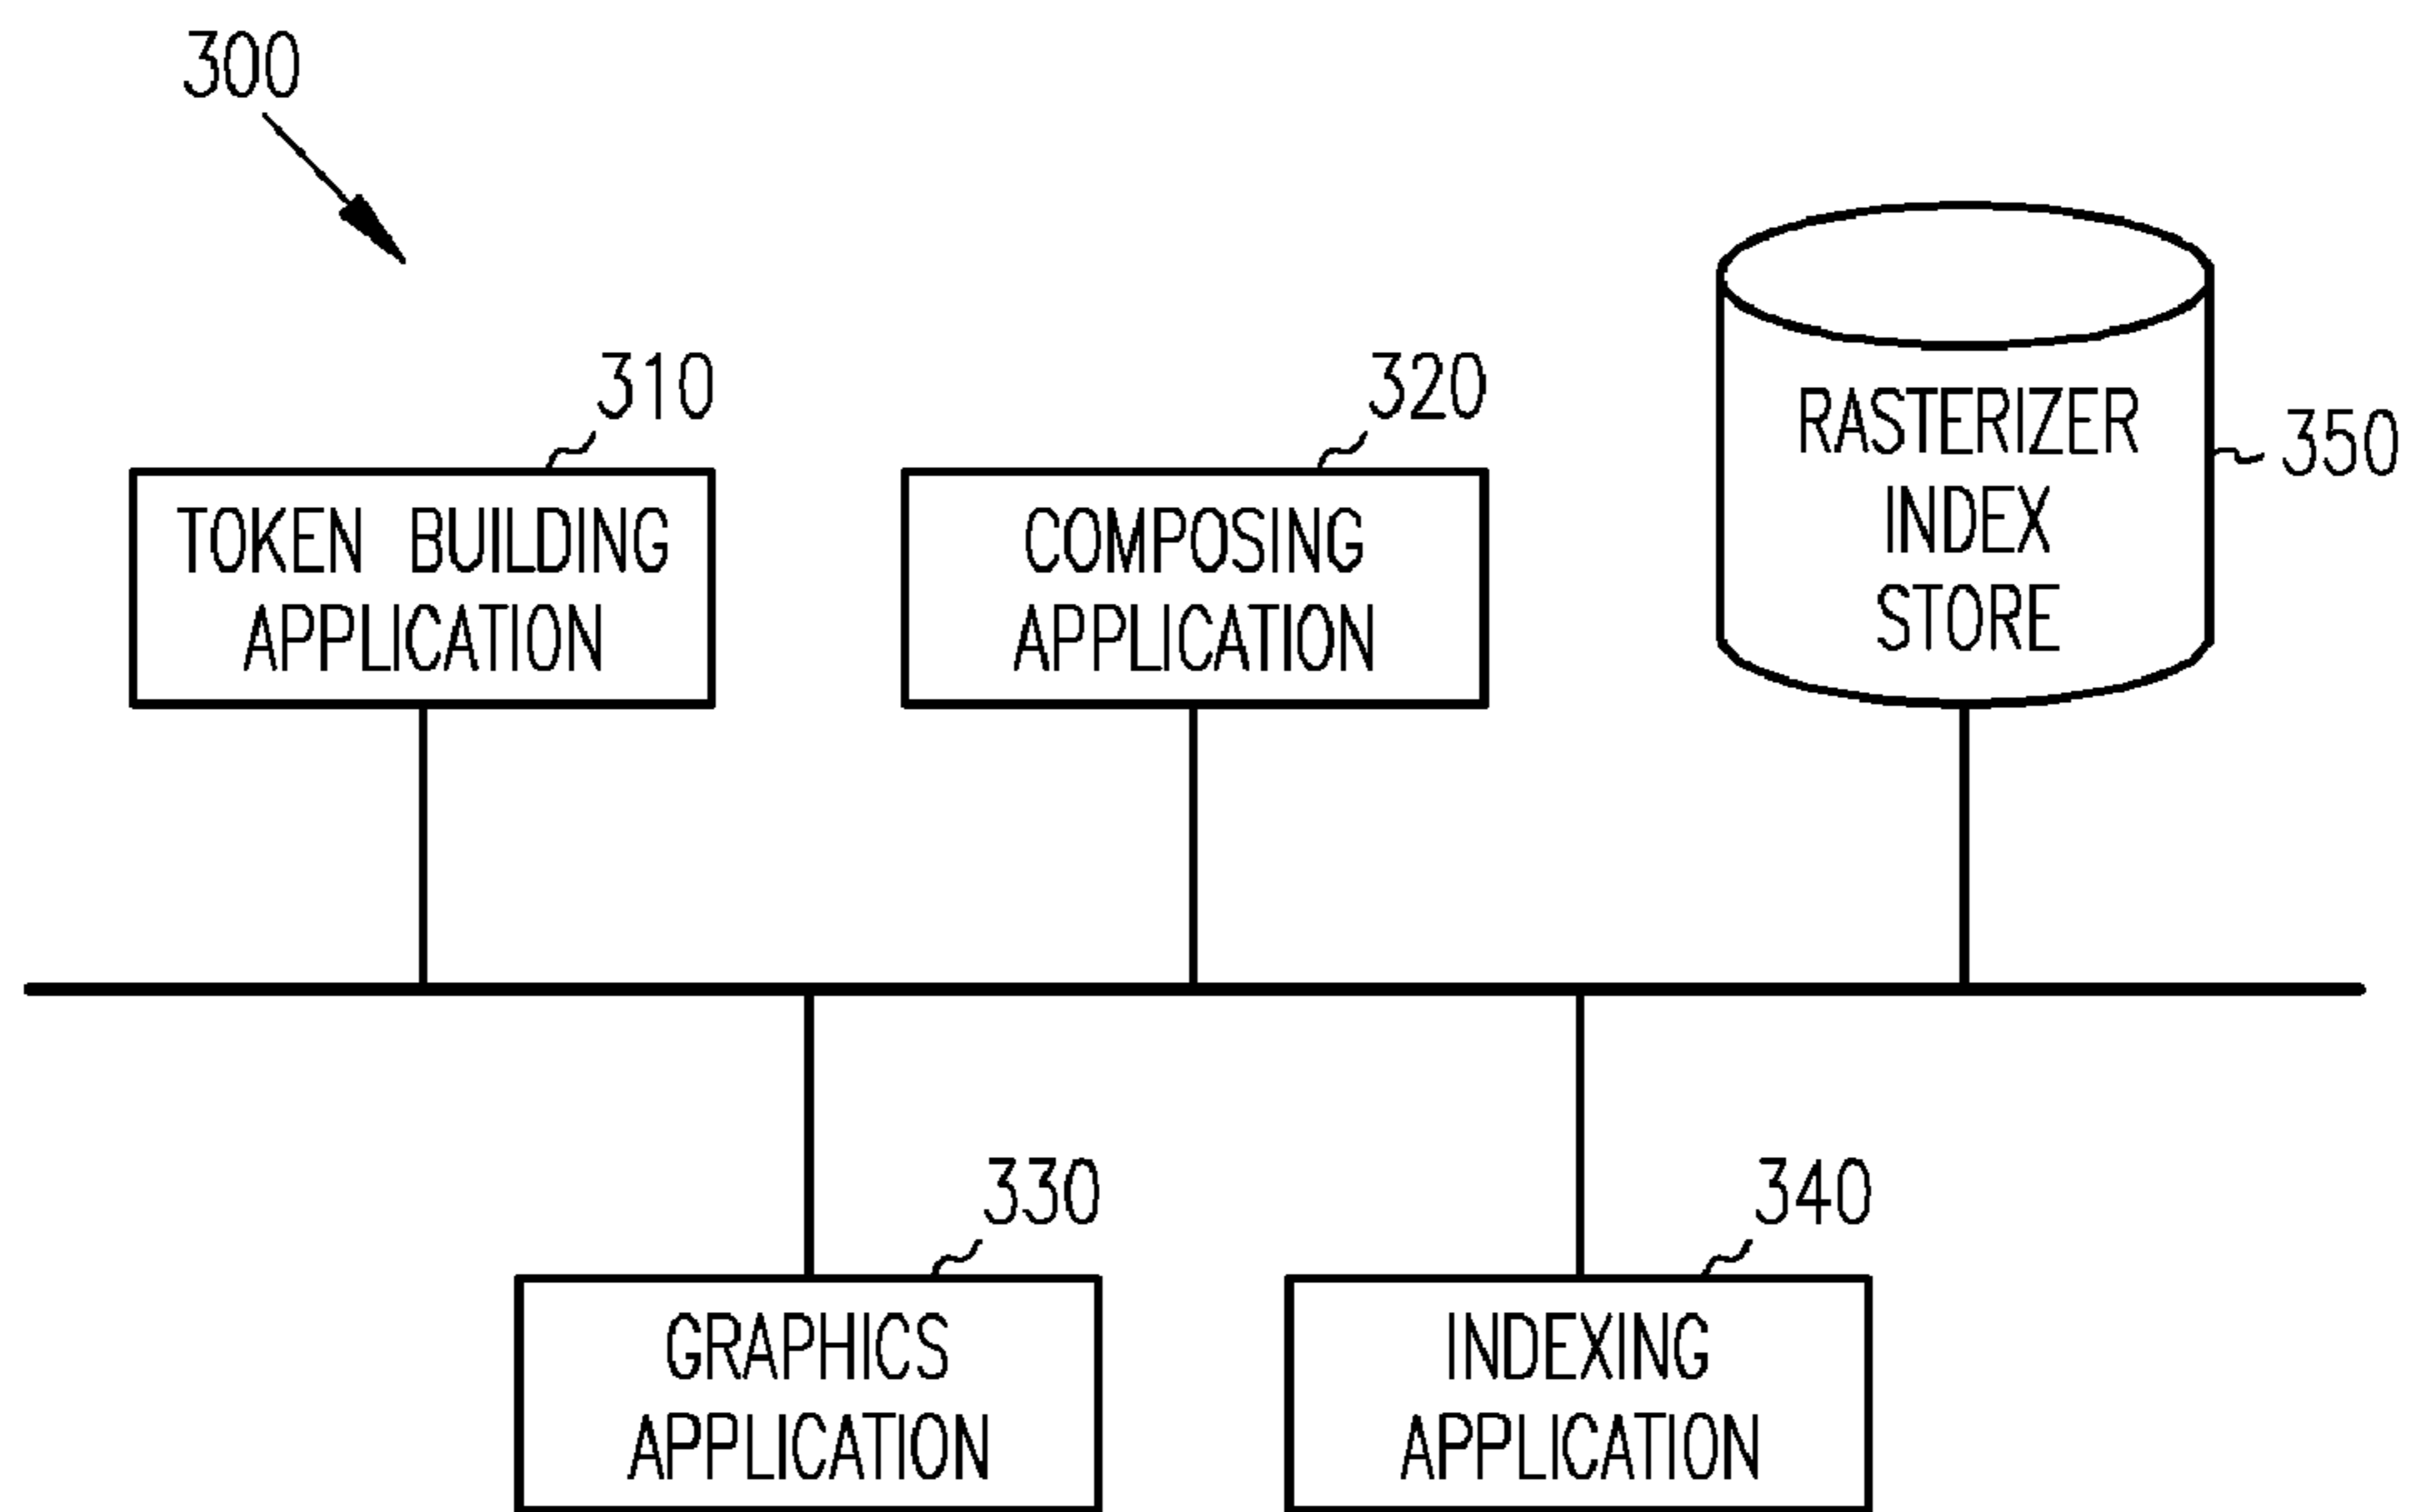 300
310
TOKEN BUILDING
APPLICATION
320
COMPOSING
APPLICATION
RASTERIZER
INDEX
STORE
350
330
GRAPHICS
APPLICATION
340
INDEXING
APPLICATION